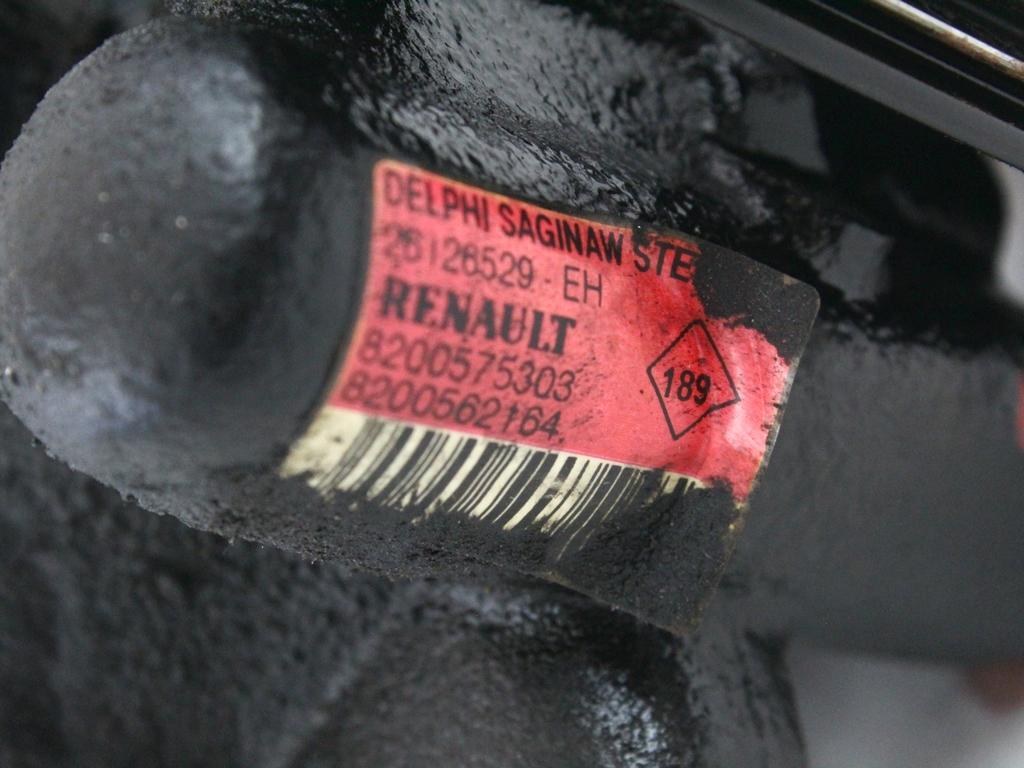 DELPHI SAGINAW STE
26126529 - EH
RENAULT
8200575303
8200562164
189